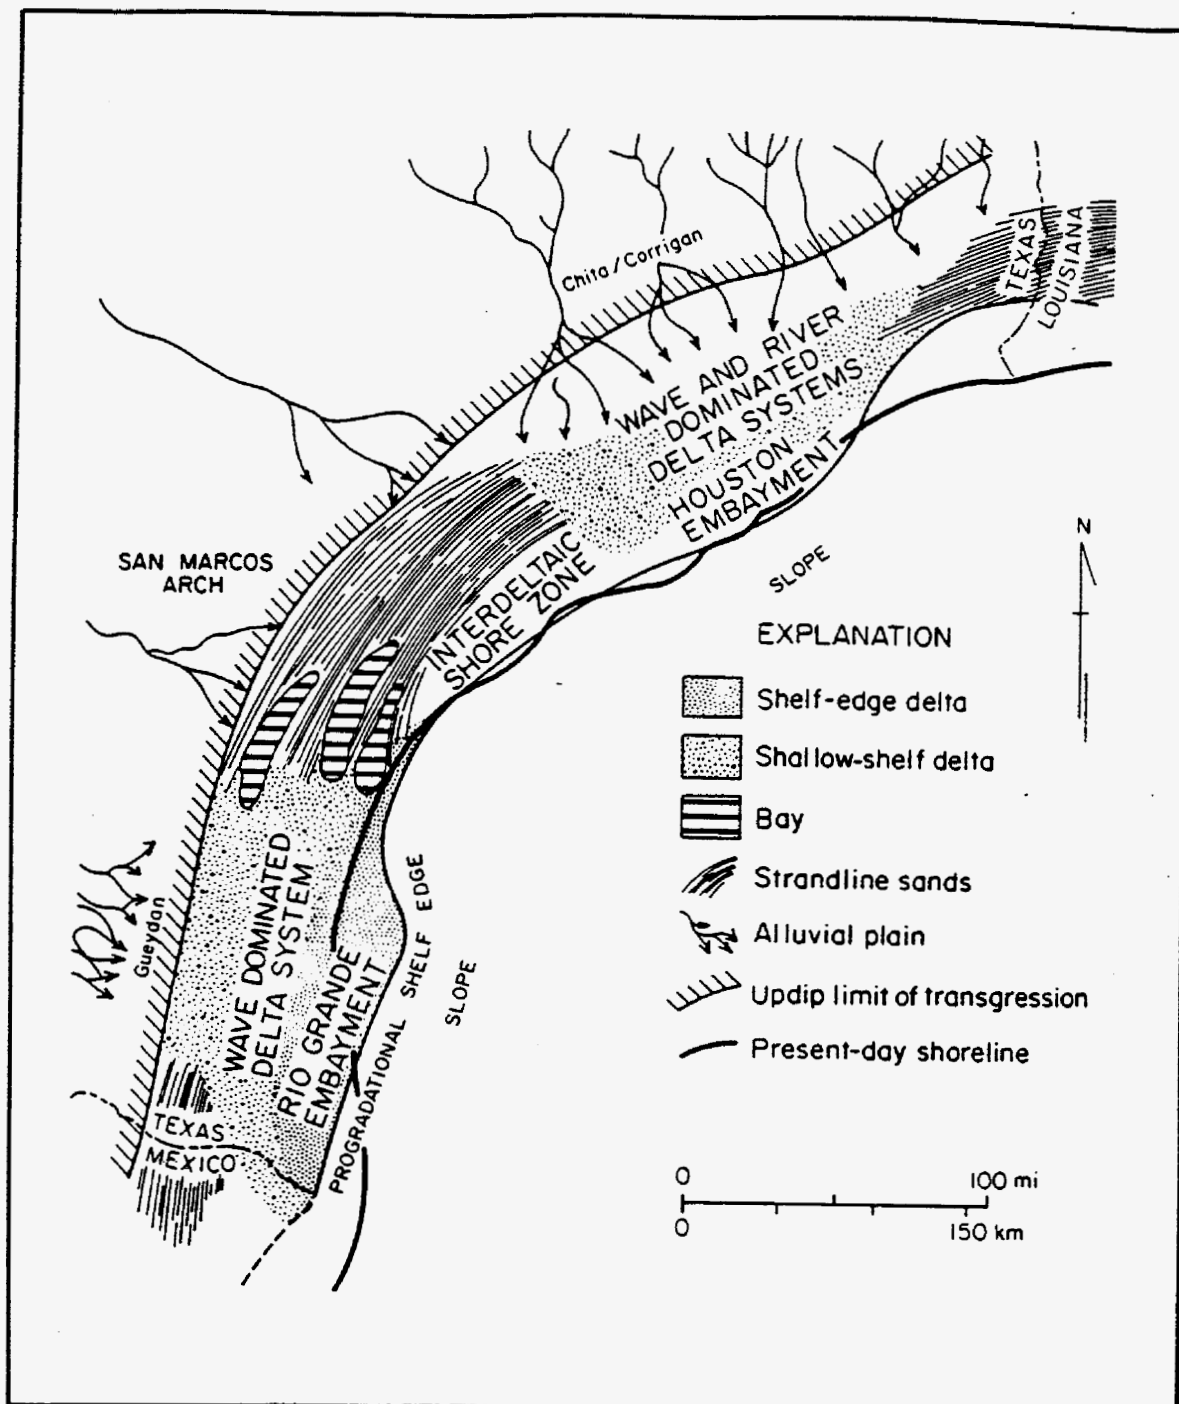 Chita/Corrigan
TEXAS
LOUISIANA
WAVE AND RIVER
DOMINATED
DELTA SYSTEMS
HOUSTON
EMBAYMENT
SAN MARCOS
ARCH
INTERDELTAIC
SHORE ZONE
SLOPE
N
EXPLANATION
Shelf-edge delta
Shallow-shelf delta
Bay
Strandline sands
Alluvial plain
Updip limit of transgression
Present-day shoreline
Gueydan
WAVE DOMINATED
DELTA SYSTEM
RIO GRANDE
EMBAYMENT
PROGRADATIONAL SHELF EDGE
SLOPE
TEXAS
MEXICO
0 100 mi
0 150 km